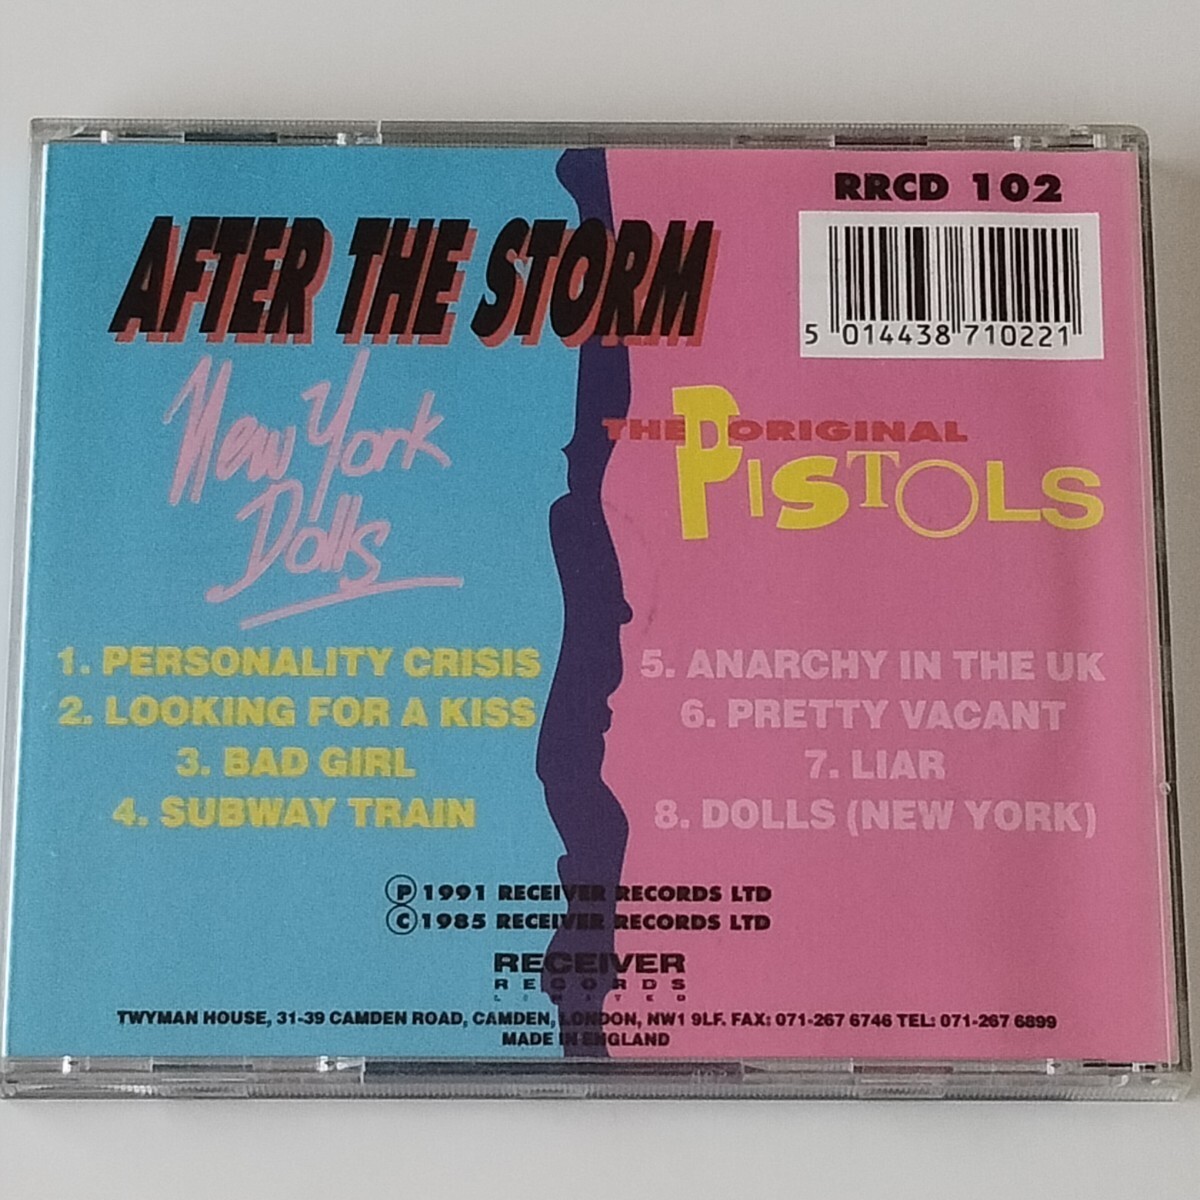 RRCD 102
5 014438 710221
AFTER THE STORM
New York
Dolls
THE ORIGINAL
PISTOLS
1. PERSONALITY CRISIS
2. LOOKING FOR A KISS
3. BAD GIRL
4. SUBWAY TRAIN
5. ANARCHY IN THE UK
6. PRETTY VACANT
7. LIAR
8. DOLLS (NEW YORK)
Ⓟ 1991 RECEIVER RECORDS LTD
© 1985 RECEIVER RECORDS LTD
RECEIVER
RECORDS
LIMITED
TWYMAN HOUSE, 31-39 CAMDEN ROAD, CAMDEN, LONDON, NW1 9LF. FAX: 071-267 6746 TEL: 071-267 6899
MADE IN ENGLAND